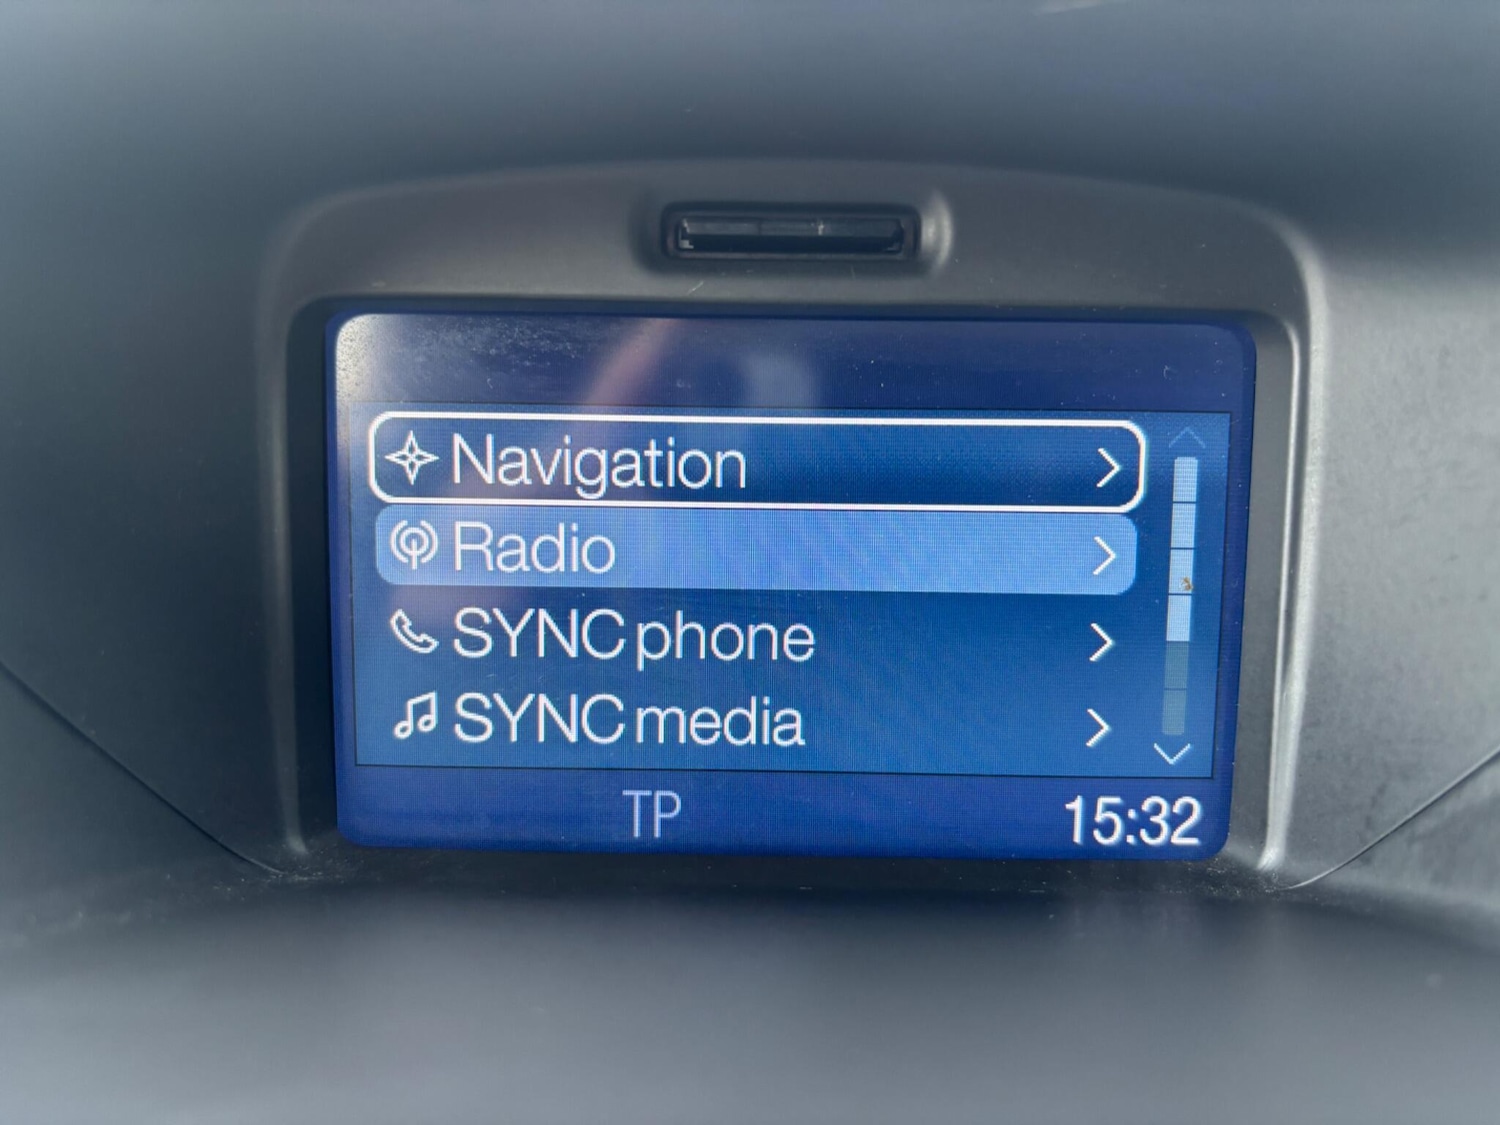 Navigation
Radio
SYNC phone
SYNC media
TP 15:32